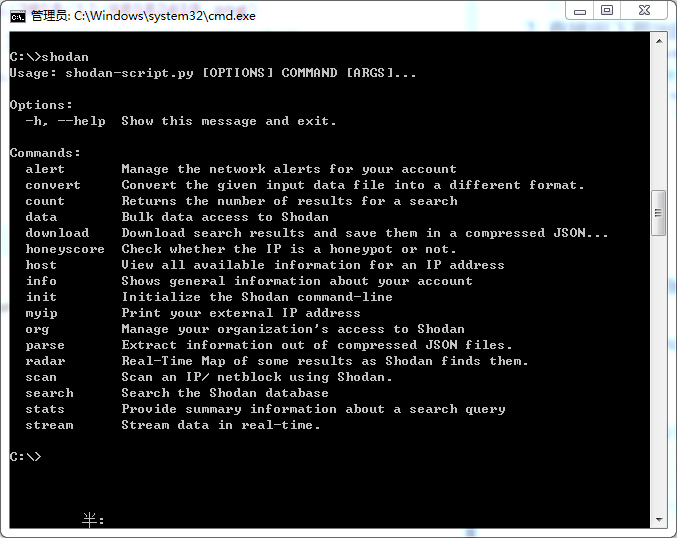 管理员: C:\Windows\system32\cmd.exe
C:\>shodan
Usage: shodan-script.py [OPTIONS] COMMAND [ARGS]...
Options:
-h, --help  Show this message and exit.
Commands:
alert       Manage the network alerts for your account
convert     Convert the given input data file into a different format.
count       Returns the number of results for a search
data        Bulk data access to Shodan
download    Download search results and save them in a compressed JSON...
honeyscore  Check whether the IP is a honeypot or not.
host        View all available information for an IP address
info        Shows general information about your account
init        Initialize the Shodan command-line
myip        Print your external IP address
org         Manage your organization's access to Shodan
parse       Extract information out of compressed JSON files.
radar       Real-Time Map of some results as Shodan finds them.
scan        Scan an IP/ netblock using Shodan.
search      Search the Shodan database
stats       Provide summary information about a search query
stream      Stream data in real-time.
C:\>
半: